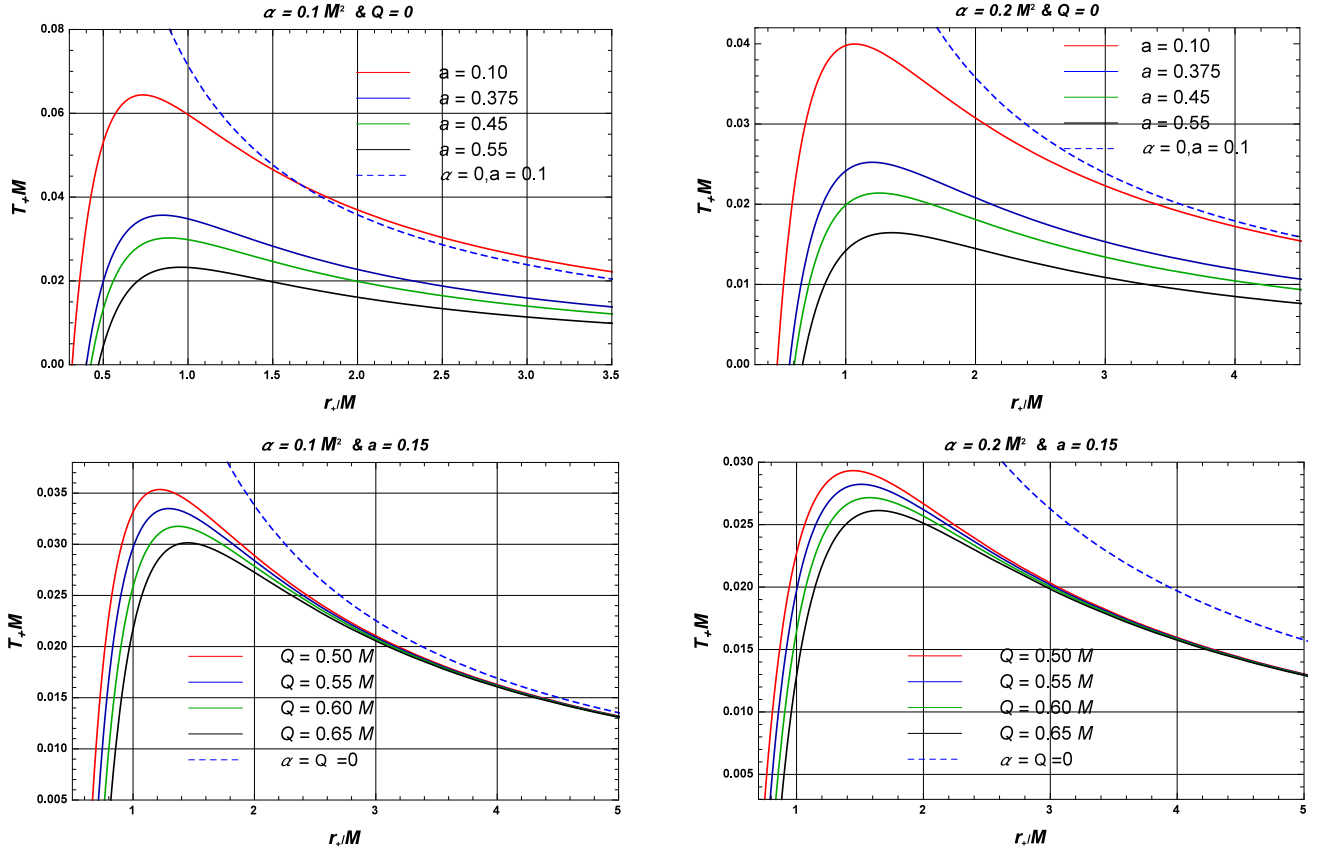 α = 0.1 M² & Q = 0
0.08
0.06
0.04
0.02
0.00
T₊M
a = 0.10
a = 0.375
a = 0.45
a = 0.55
α = 0,a = 0.1
0.5
1.0
1.5
2.0
2.5
3.0
3.5
r₊/M
α = 0.2 M² & Q = 0
0.04
0.03
0.02
0.01
0.00
T₊M
a = 0.10
a = 0.375
a = 0.45
a = 0.55
α = 0,a = 0.1
1
2
3
4
r₊/M
α = 0.1 M² & a = 0.15
0.035
0.030
0.025
0.020
0.015
0.010
0.005
T₊M
Q = 0.50 M
Q = 0.55 M
Q = 0.60 M
Q = 0.65 M
α = Q =0
1
2
3
4
5
r₊/M
α = 0.2 M² & a = 0.15
0.030
0.025
0.020
0.015
0.010
0.005
T₊M
Q = 0.50 M
Q = 0.55 M
Q = 0.60 M
Q = 0.65 M
α = Q =0
1
2
3
4
5
r₊/M